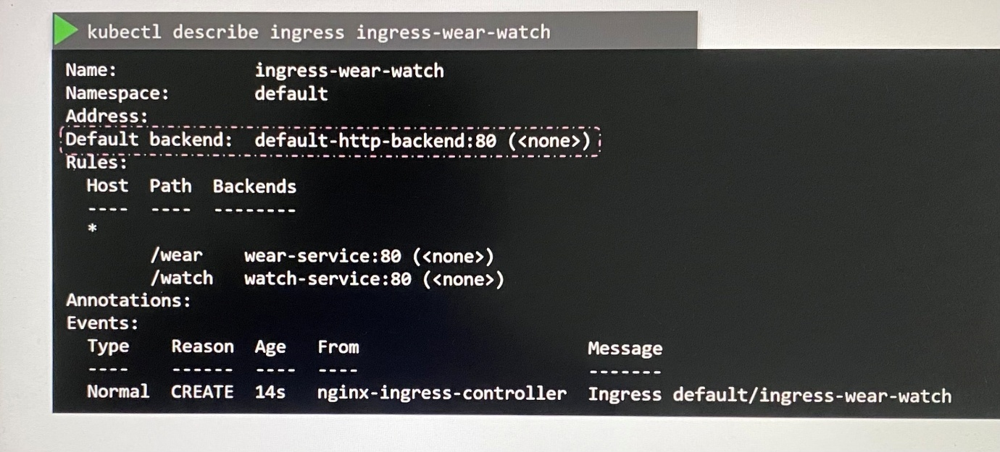 kubectl describe ingress ingress-wear-watch
Name: ingress-wear-watch
Namespace: default
Address:
Default backend: default-http-backend:80 (<none>)
Rules:
Host Path Backends
---- ---- --------
*
/wear wear-service:80 (<none>)
/watch watch-service:80 (<none>)
Annotations:
Events:
Type Reason Age From Message
---- ------ ---- ---- -------
Normal CREATE 14s nginx-ingress-controller Ingress default/ingress-wear-watch